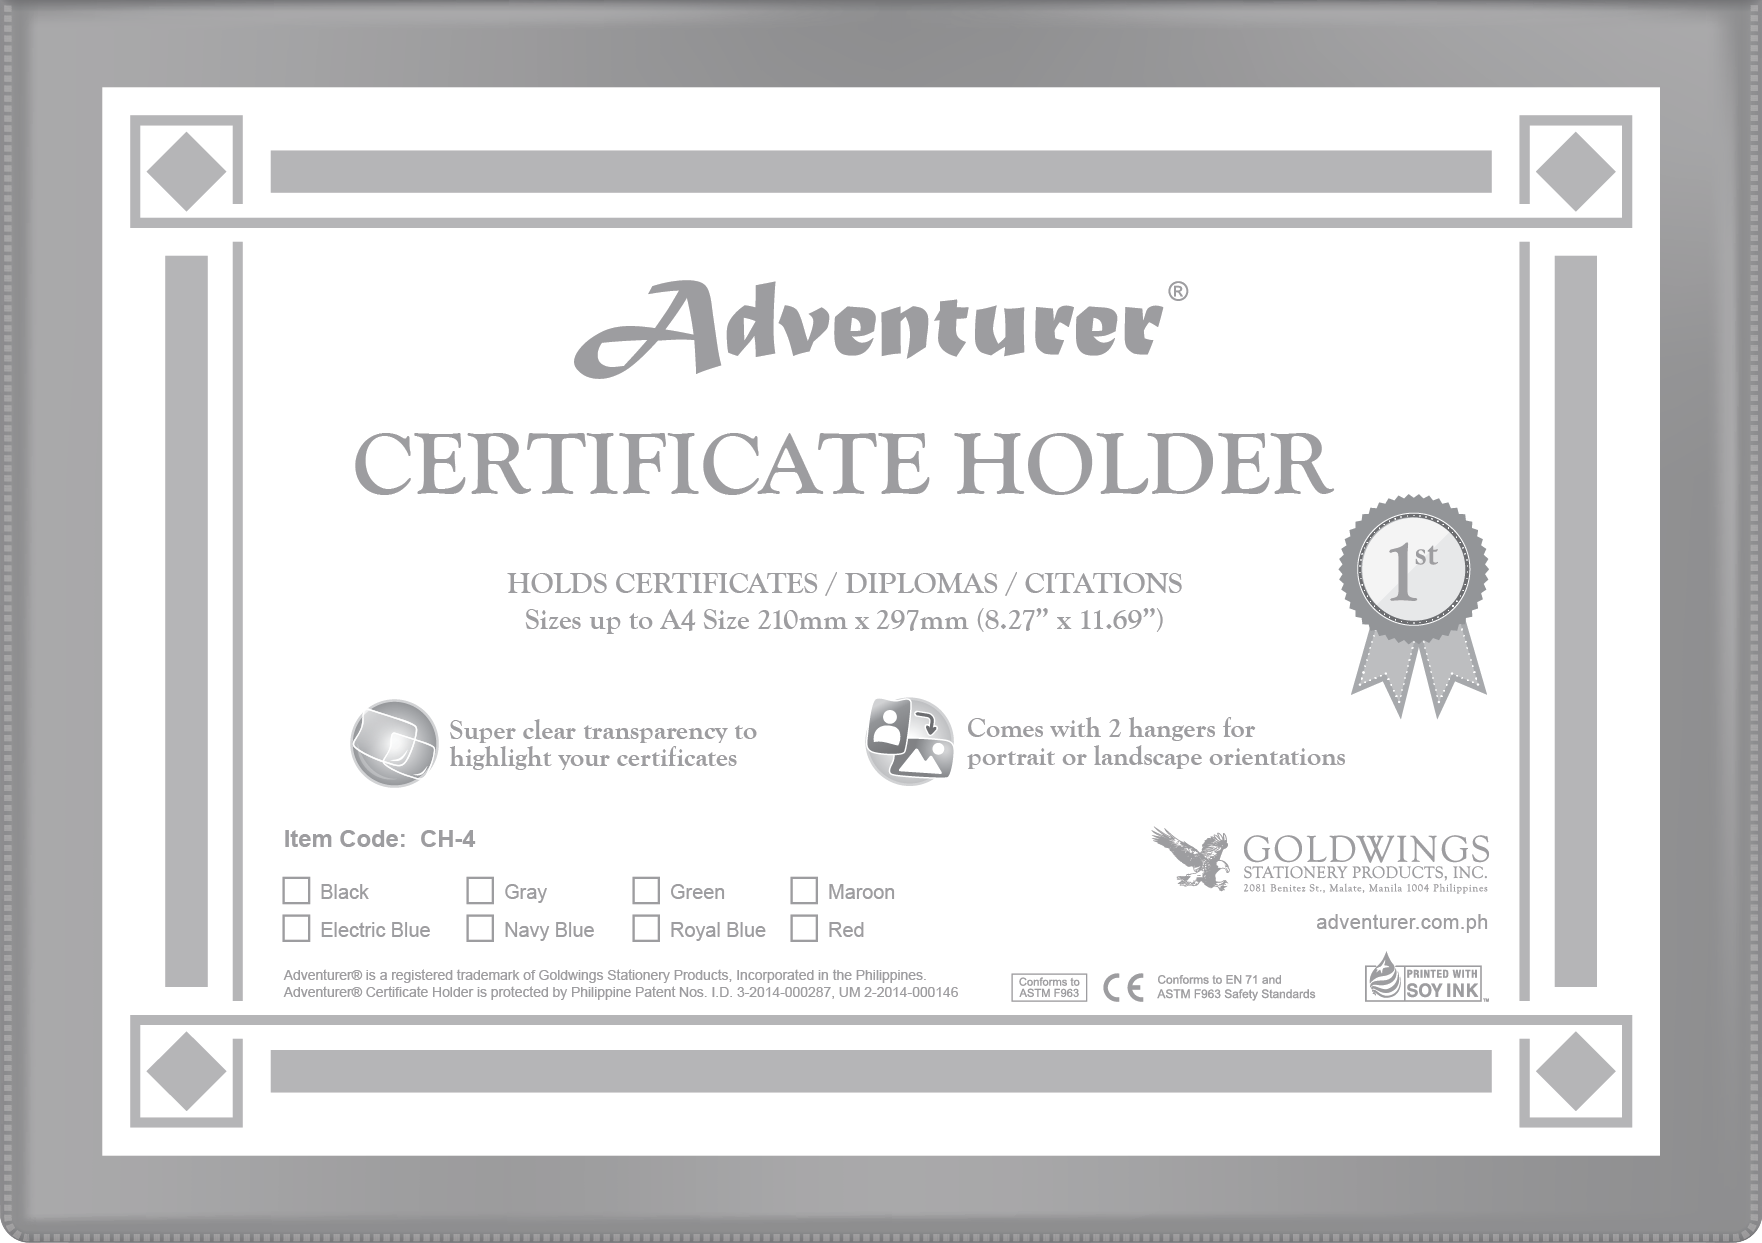 Adventurer®
CERTIFICATE HOLDER
1st
HOLDS CERTIFICATES / DIPLOMAS / CITATIONS
Sizes up to A4 Size 210mm x 297mm (8.27” x 11.69”)
Super clear transparency to
highlight your certificates
Comes with 2 hangers for
portrait or landscape orientations
Item Code: CH-4
Black Gray Green Maroon
Electric Blue Navy Blue Royal Blue Red
GOLDWINGS
STATIONERY PRODUCTS, INC.
2081 Benitez St., Malate, Manila 1004 Philippines
adventurer.com.ph
Adventurer® is a registered trademark of Goldwings Stationery Products, Incorporated in the Philippines.
Adventurer® Certificate Holder is protected by Philippine Patent Nos. I.D. 3-2014-000287, UM 2-2014-000146
Conforms to
ASTM F963
CE
Conforms to EN 71 and
ASTM F963 Safety Standards
PRINTED WITH
SOY INK™